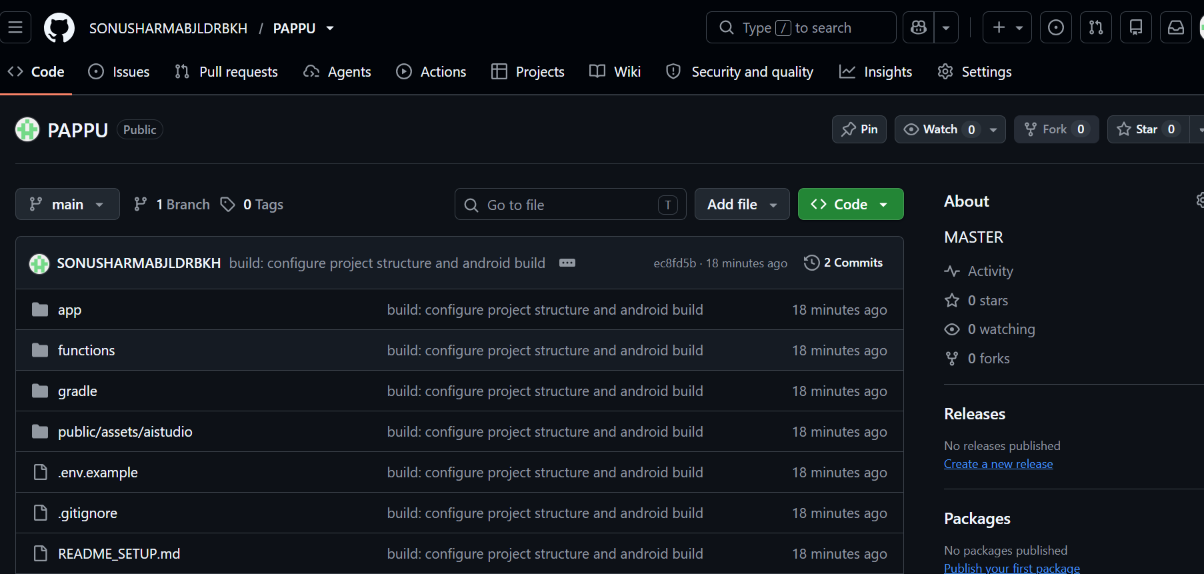 SONUSHARMABJLDRBKH / PAPPU
Type / to search
Code Issues Pull requests Agents Actions Projects Wiki Security and quality Insights Settings
PAPPU Public
Pin Watch 0 Fork 0 Star 0
main 1 Branch 0 Tags Go to file T Add file Code
SONUSHARMABJLDRBKH build: configure project structure and android build ec8fd5b · 18 minutes ago 2 Commits
app build: configure project structure and android build 18 minutes ago
functions build: configure project structure and android build 18 minutes ago
gradle build: configure project structure and android build 18 minutes ago
public/assets/aistudio build: configure project structure and android build 18 minutes ago
.env.example build: configure project structure and android build 18 minutes ago
.gitignore build: configure project structure and android build 18 minutes ago
README_SETUP.md build: configure project structure and android build 18 minutes ago
About
MASTER
Activity
0 stars
0 watching
0 forks
Releases
No releases published
Create a new release
Packages
No packages published
Publish your first package